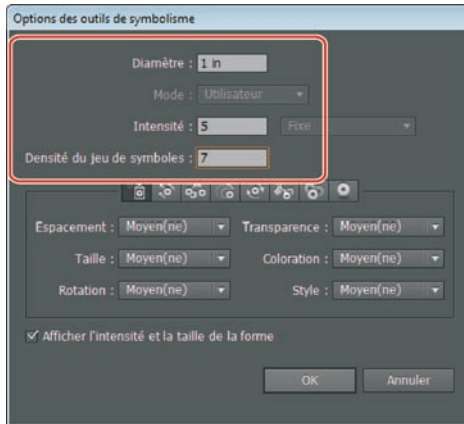 Options des outils de symbolisme
Diamètre : 1 in
Mode : Utilisateur
Intensité : 5 Fixe
Densité du jeu de symboles : 7
Espacement : Moyen(ne) Transparence : Moyen(ne)
Taille : Moyen(ne) Coloration : Moyen(ne)
Rotation : Moyen(ne) Style : Moyen(ne)
Afficher l'intensité et la taille de la forme
OK Annuler